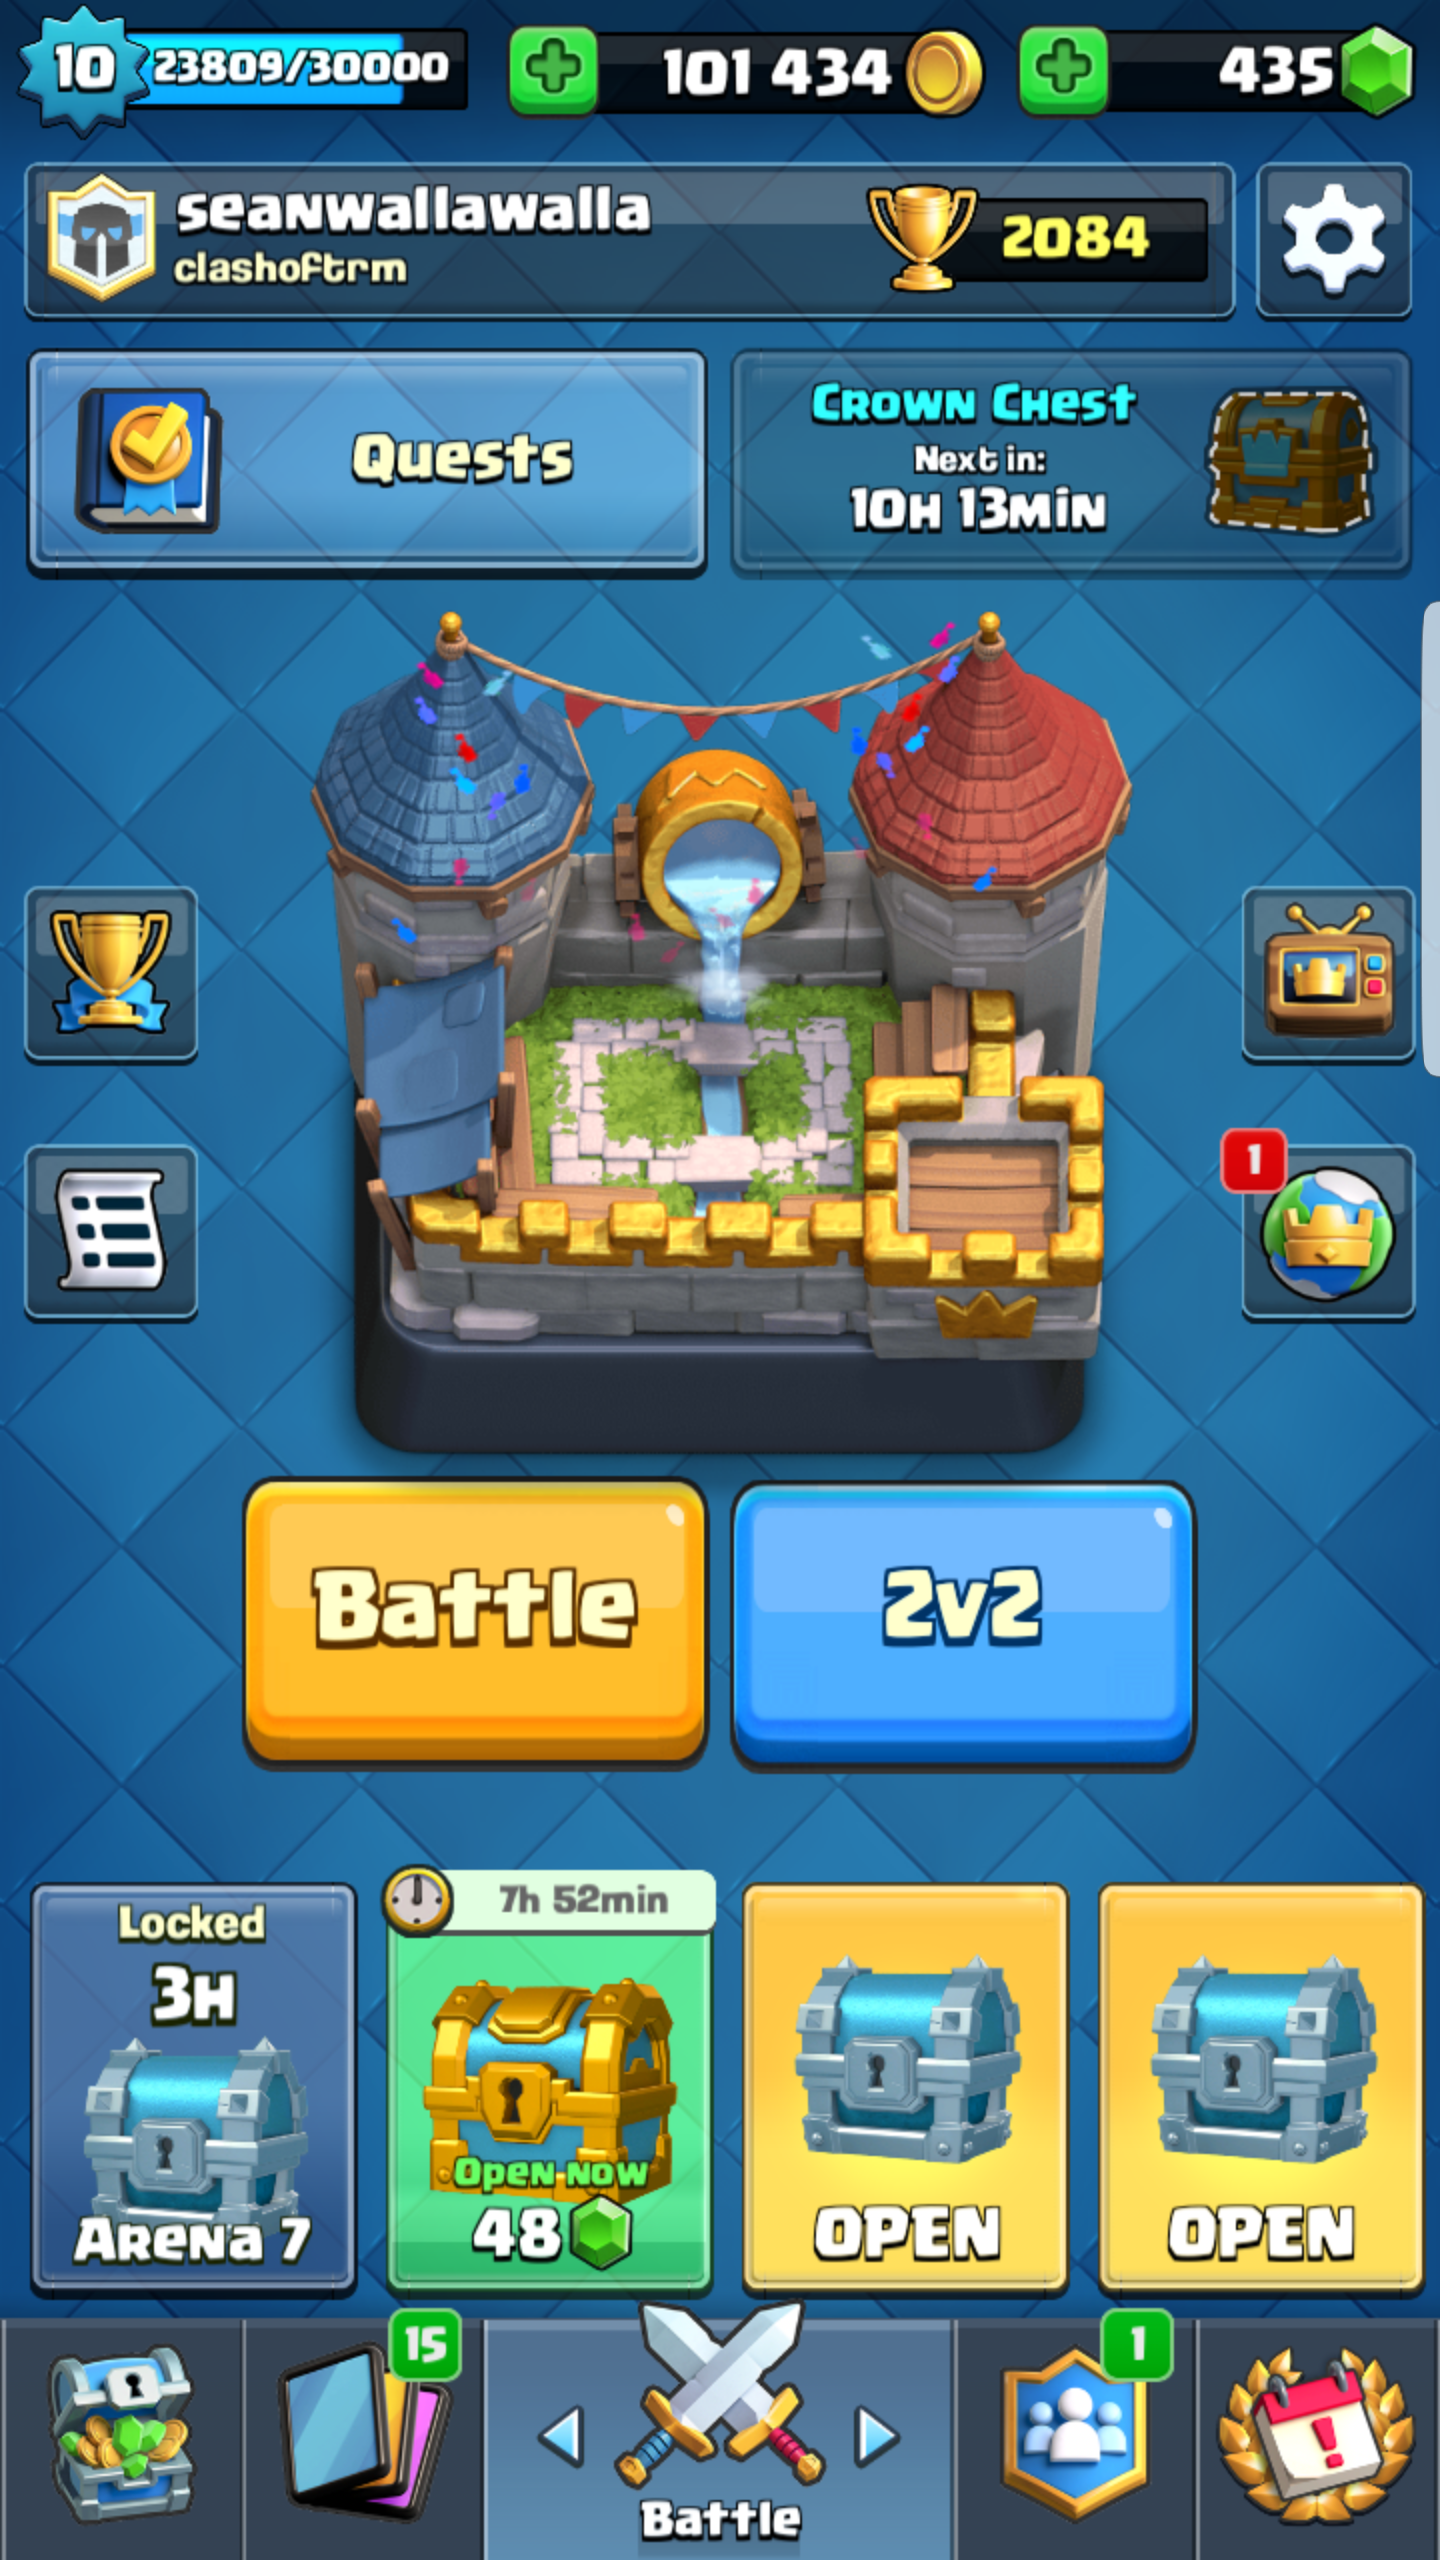 10
23809/30000
101 434
435
seanwallawalla
clashoftrm
2084
Quests
Crown Chest
Next in:
10H 13MIN
1
Battle
2v2
Locked
3H
Arena 7
7h 52min
Open now
48
OPEN
OPEN
15
1
Battle